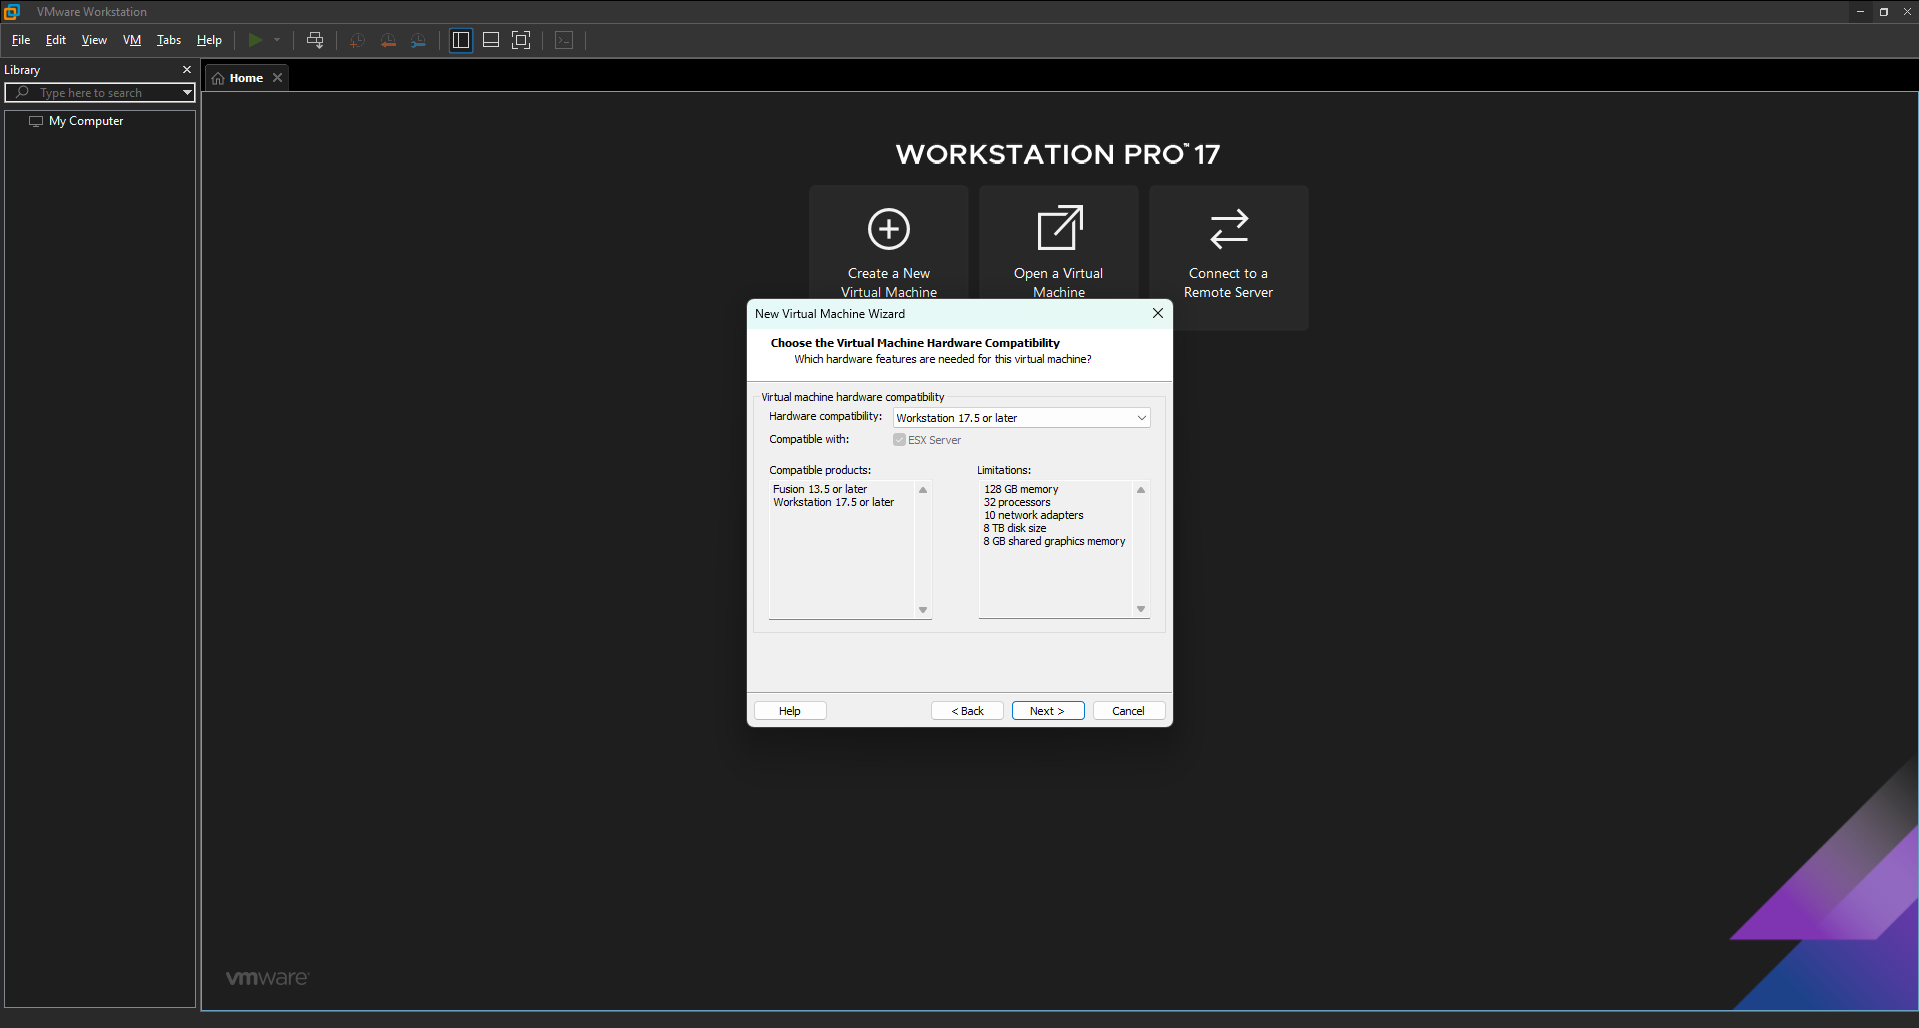 VMware Workstation
File Edit View VM Tabs Help
Library
Type here to search
My Computer
Home
WORKSTATION PRO™ 17
Create a New
Virtual Machine
Open a Virtual
Machine
Connect to a
Remote Server
New Virtual Machine Wizard
Choose the Virtual Machine Hardware Compatibility
Which hardware features are needed for this virtual machine?
Virtual machine hardware compatibility
Hardware compatibility: Workstation 17.5 or later
Compatible with: ESX Server
Compatible products:
Fusion 13.5 or later
Workstation 17.5 or later
Limitations:
128 GB memory
32 processors
10 network adapters
8 TB disk size
8 GB shared graphics memory
Help < Back Next > Cancel
vmware